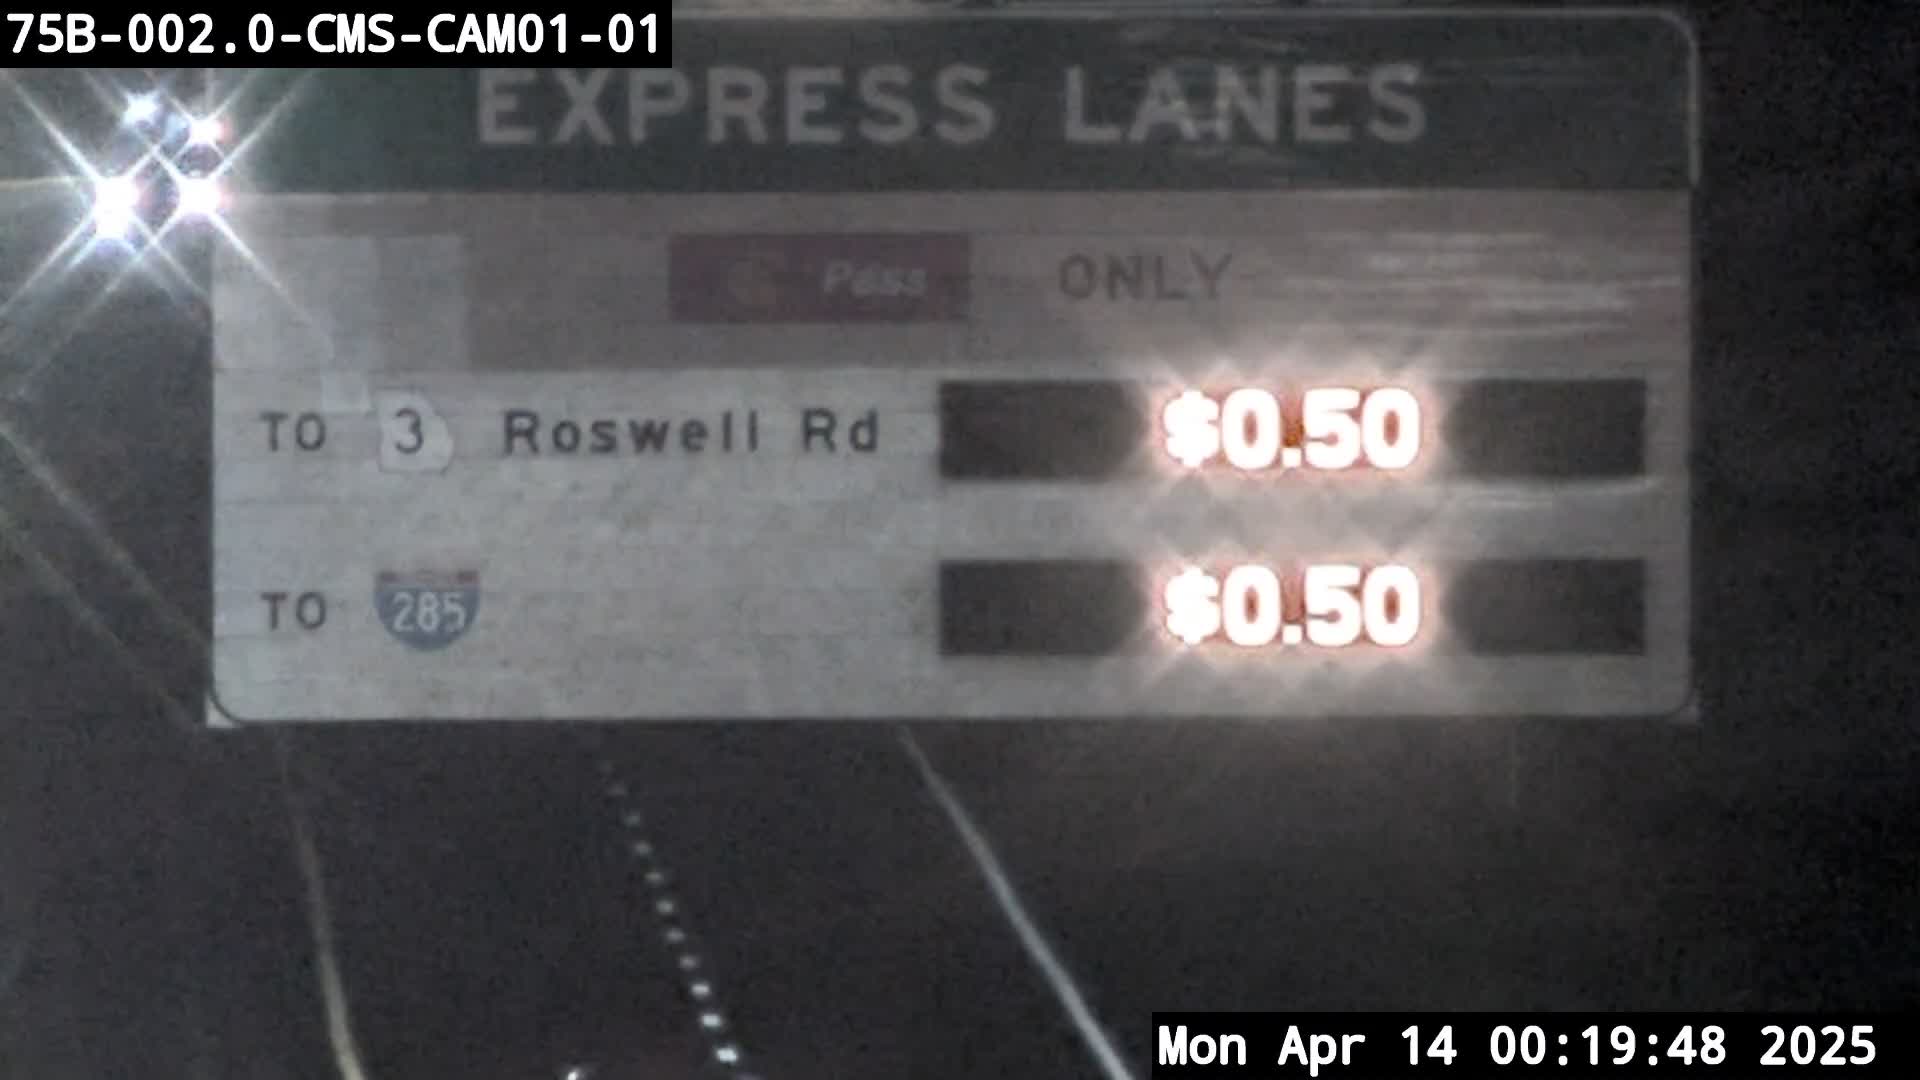 75B-002.0-CMS-CAM01-01
EXPRESS LANES
Pass ONLY
TO 3 Roswell Rd $0.50
TO 285 $0.50
Mon Apr 14 00:19:48 2025